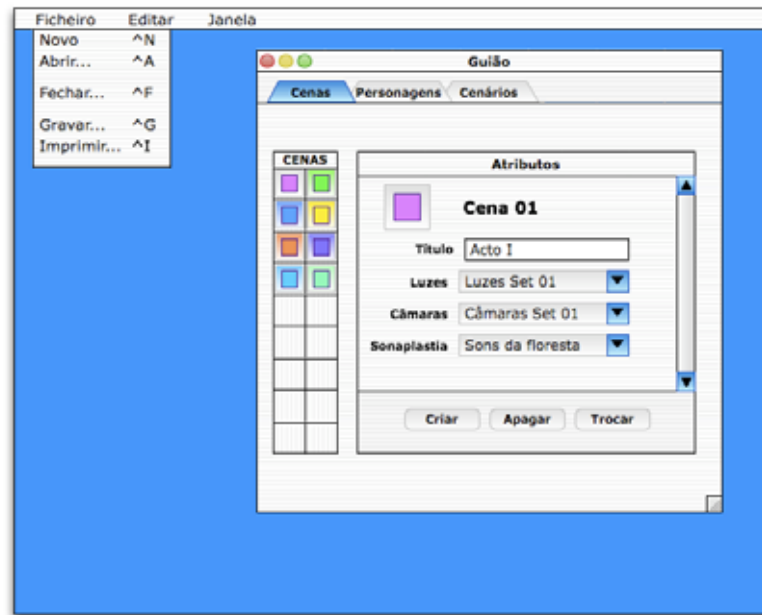 Ficheiro Editar Janela
Novo ^N
Abrir... ^A
Fechar... ^F
Gravar... ^G
Imprimir... ^I
Guião
Cenas Personagens Cenários
CENAS
Atributos
Cena 01
Título Acto I
Luzes Luzes Set 01
Câmaras Câmaras Set 01
Sonaplastia Sons da floresta
Criar Apagar Trocar